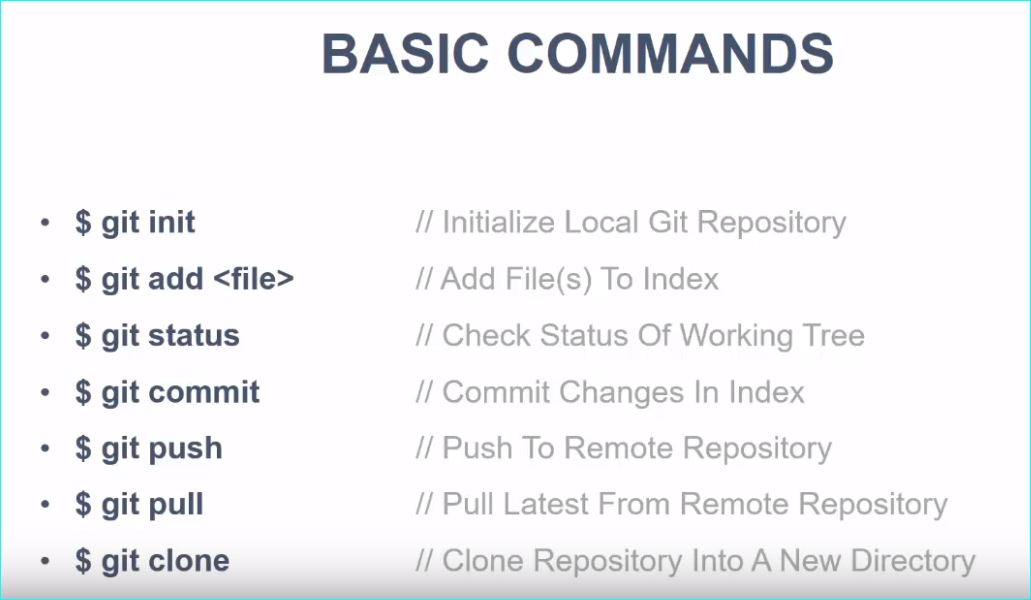 BASIC COMMANDS
• $ git init // Initialize Local Git Repository
• $ git add <file> // Add File(s) To Index
• $ git status // Check Status Of Working Tree
• $ git commit // Commit Changes In Index
• $ git push // Push To Remote Repository
• $ git pull // Pull Latest From Remote Repository
• $ git clone // Clone Repository Into A New Directory